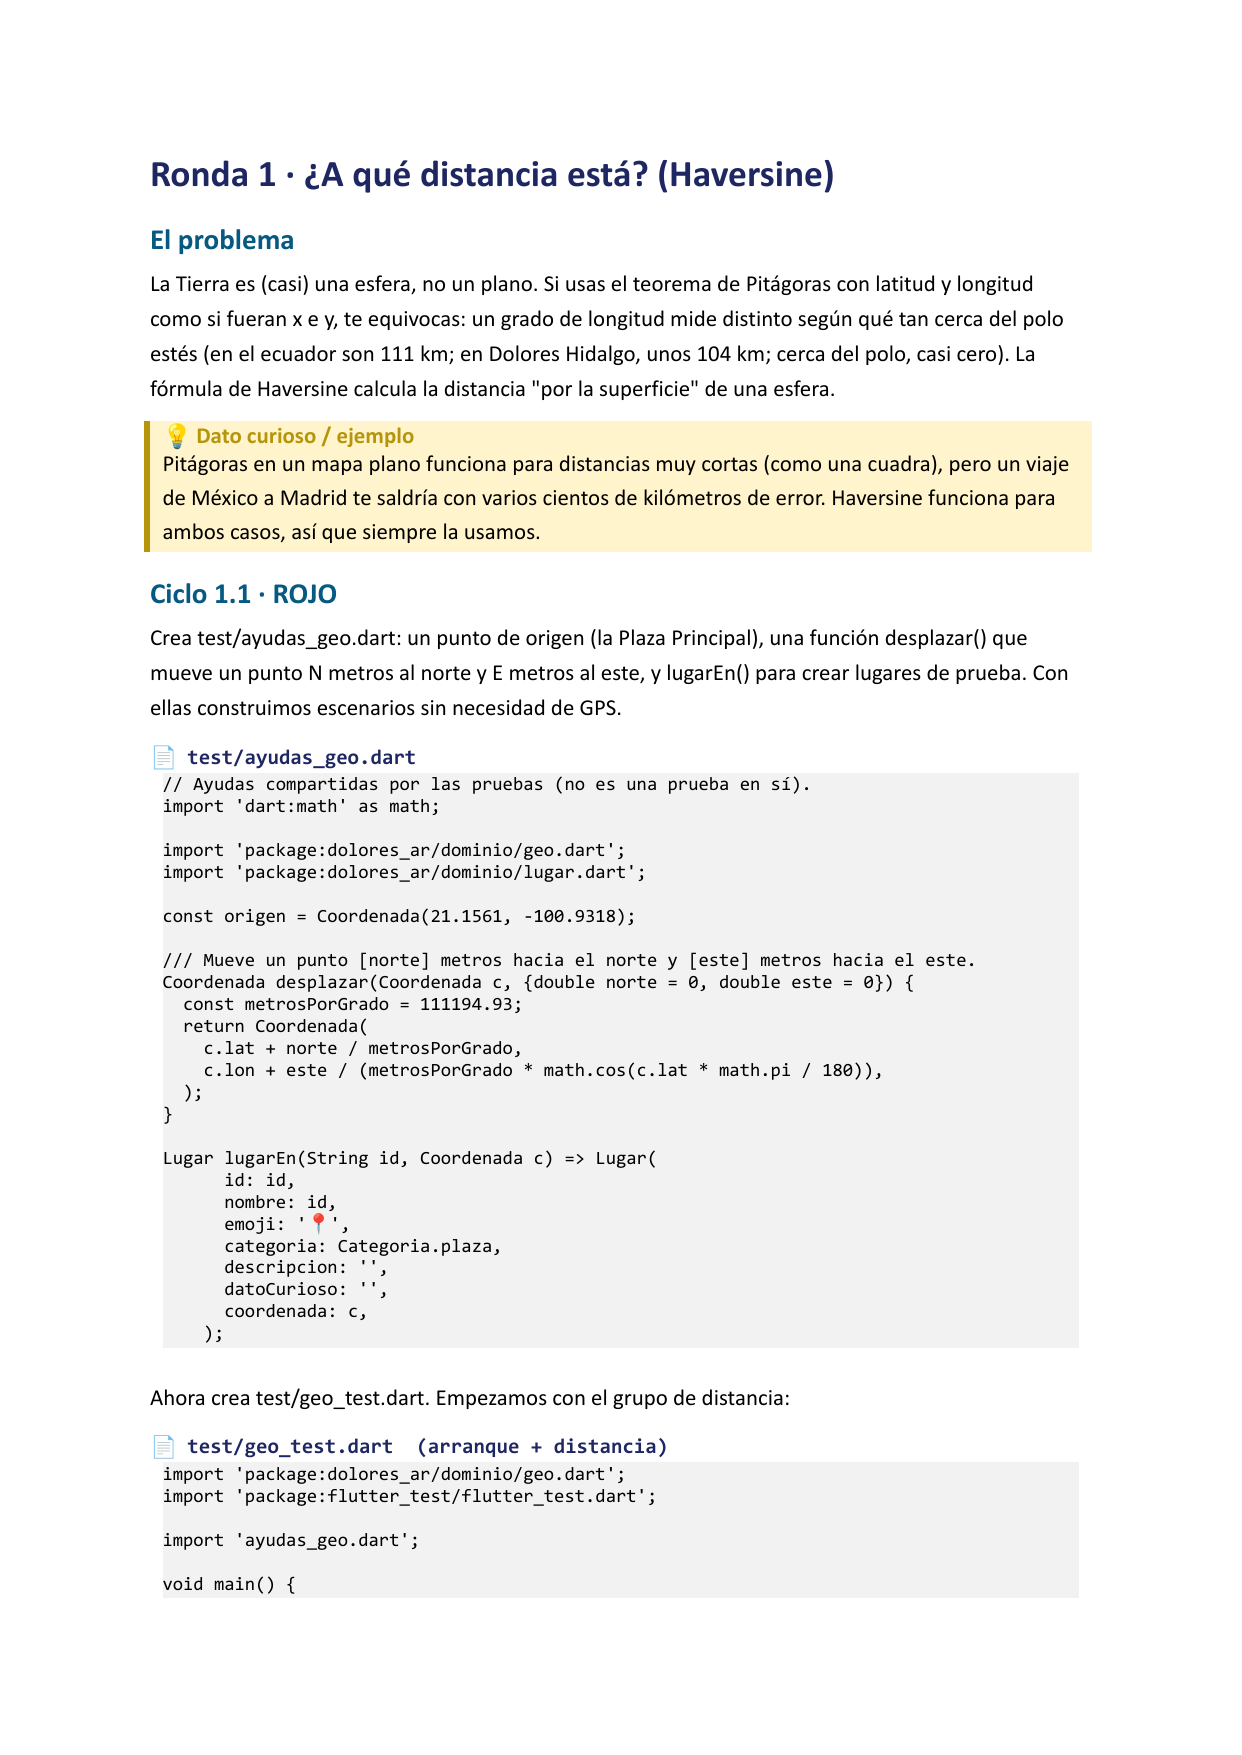 Ronda 1 · ¿A qué distancia está? (Haversine)
El problema
La Tierra es (casi) una esfera, no un plano. Si usas el teorema de Pitágoras con latitud y longitud
como si fueran x e y, te equivocas: un grado de longitud mide distinto según qué tan cerca del polo
estés (en el ecuador son 111 km; en Dolores Hidalgo, unos 104 km; cerca del polo, casi cero). La
fórmula de Haversine calcula la distancia "por la superficie" de una esfera.
💡 Dato curioso / ejemplo
Pitágoras en un mapa plano funciona para distancias muy cortas (como una cuadra), pero un viaje
de México a Madrid te saldría con varios cientos de kilómetros de error. Haversine funciona para
ambos casos, así que siempre la usamos.
Ciclo 1.1 · ROJO
Crea test/ayudas_geo.dart: un punto de origen (la Plaza Principal), una función desplazar() que
mueve un punto N metros al norte y E metros al este, y lugarEn() para crear lugares de prueba. Con
ellas construimos escenarios sin necesidad de GPS.
📄 test/ayudas_geo.dart
// Ayudas compartidas por las pruebas (no es una prueba en sí).
import 'dart:math' as math;
import 'package:dolores_ar/dominio/geo.dart';
import 'package:dolores_ar/dominio/lugar.dart';
const origen = Coordenada(21.1561, -100.9318);
/// Mueve un punto [norte] metros hacia el norte y [este] metros hacia el este.
Coordenada desplazar(Coordenada c, {double norte = 0, double este = 0}) {
  const metrosPorGrado = 111194.93;
  return Coordenada(
    c.lat + norte / metrosPorGrado,
    c.lon + este / (metrosPorGrado * math.cos(c.lat * math.pi / 180)),
  );
}
Lugar lugarEn(String id, Coordenada c) => Lugar(
      id: id,
      nombre: id,
      emoji: '📍',
      categoria: Categoria.plaza,
      descripcion: '',
      datoCurioso: '',
      coordenada: c,
    );
Ahora crea test/geo_test.dart. Empezamos con el grupo de distancia:
📄 test/geo_test.dart  (arranque + distancia)
import 'package:dolores_ar/dominio/geo.dart';
import 'package:flutter_test/flutter_test.dart';
import 'ayudas_geo.dart';
void main() {